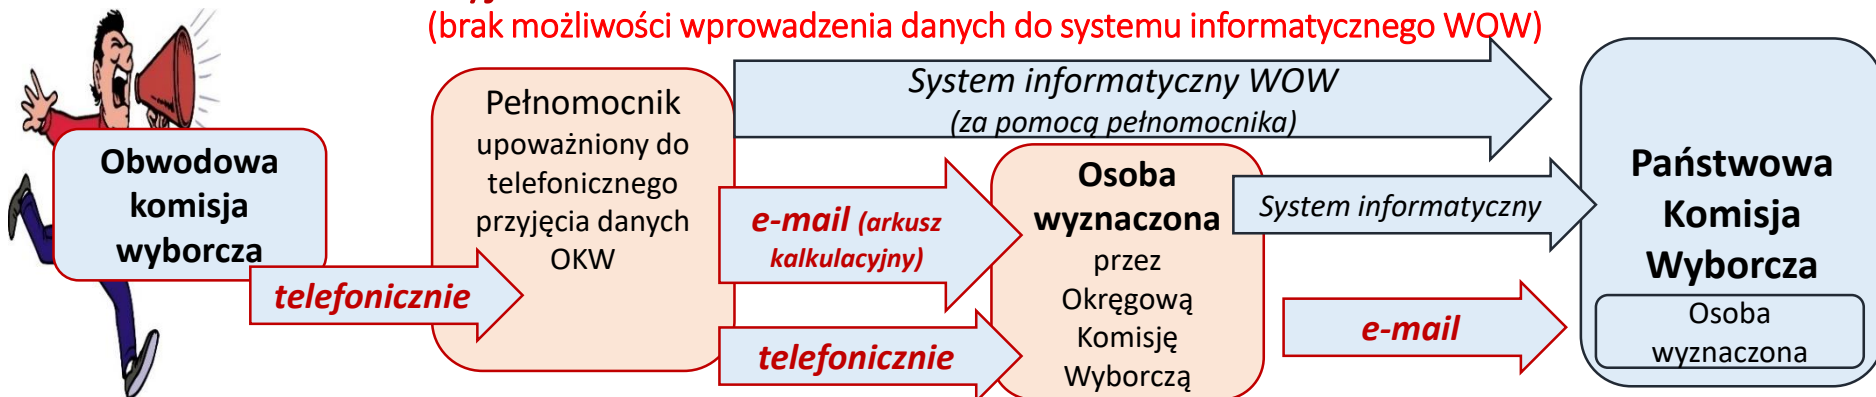 (brak możliwości wprowadzenia danych do systemu informatycznego WOW)
Obwodowa
komisja
wyborcza
telefonicznie
Pełnomocnik
upoważniony do
telefonicznego
przyjęcia danych
OKW
System informatyczny WOW
(za pomocą pełnomocnika)
e-mail (arkusz
kalkulacyjny)
telefonicznie
Osoba
wyznaczona
przez
Okręgową
Komisję
Wyborczą
System informatyczny
e-mail
Państwowa
Komisja
Wyborcza
Osoba
wyznaczona